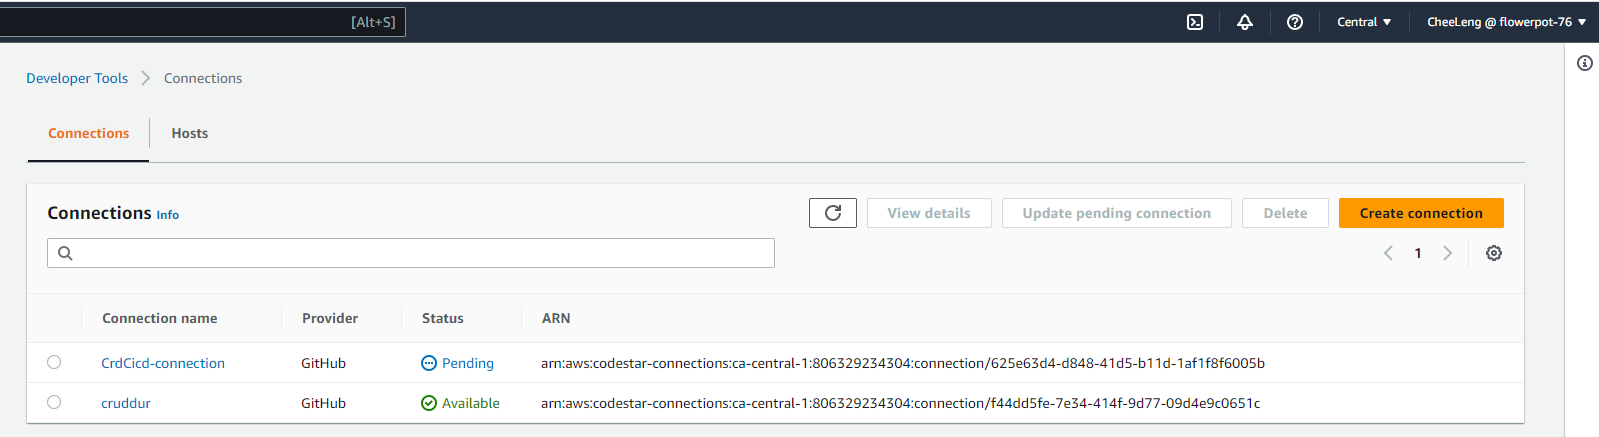 [Alt+S] Central CheeLeng @ flowerpot-76
Developer Tools Connections
Connections Hosts
Connections Info View details Update pending connection Delete Create connection
1
Connection name Provider Status ARN
CrdCicd-connection GitHub Pending arn:aws:codestar-connections:ca-central-1:806329234304:connection/625e63d4-d848-41d5-b11d-1af1f8f6005b
cruddur GitHub Available arn:aws:codestar-connections:ca-central-1:806329234304:connection/f44dd5fe-7e34-414f-9d77-09d4e9c0651c